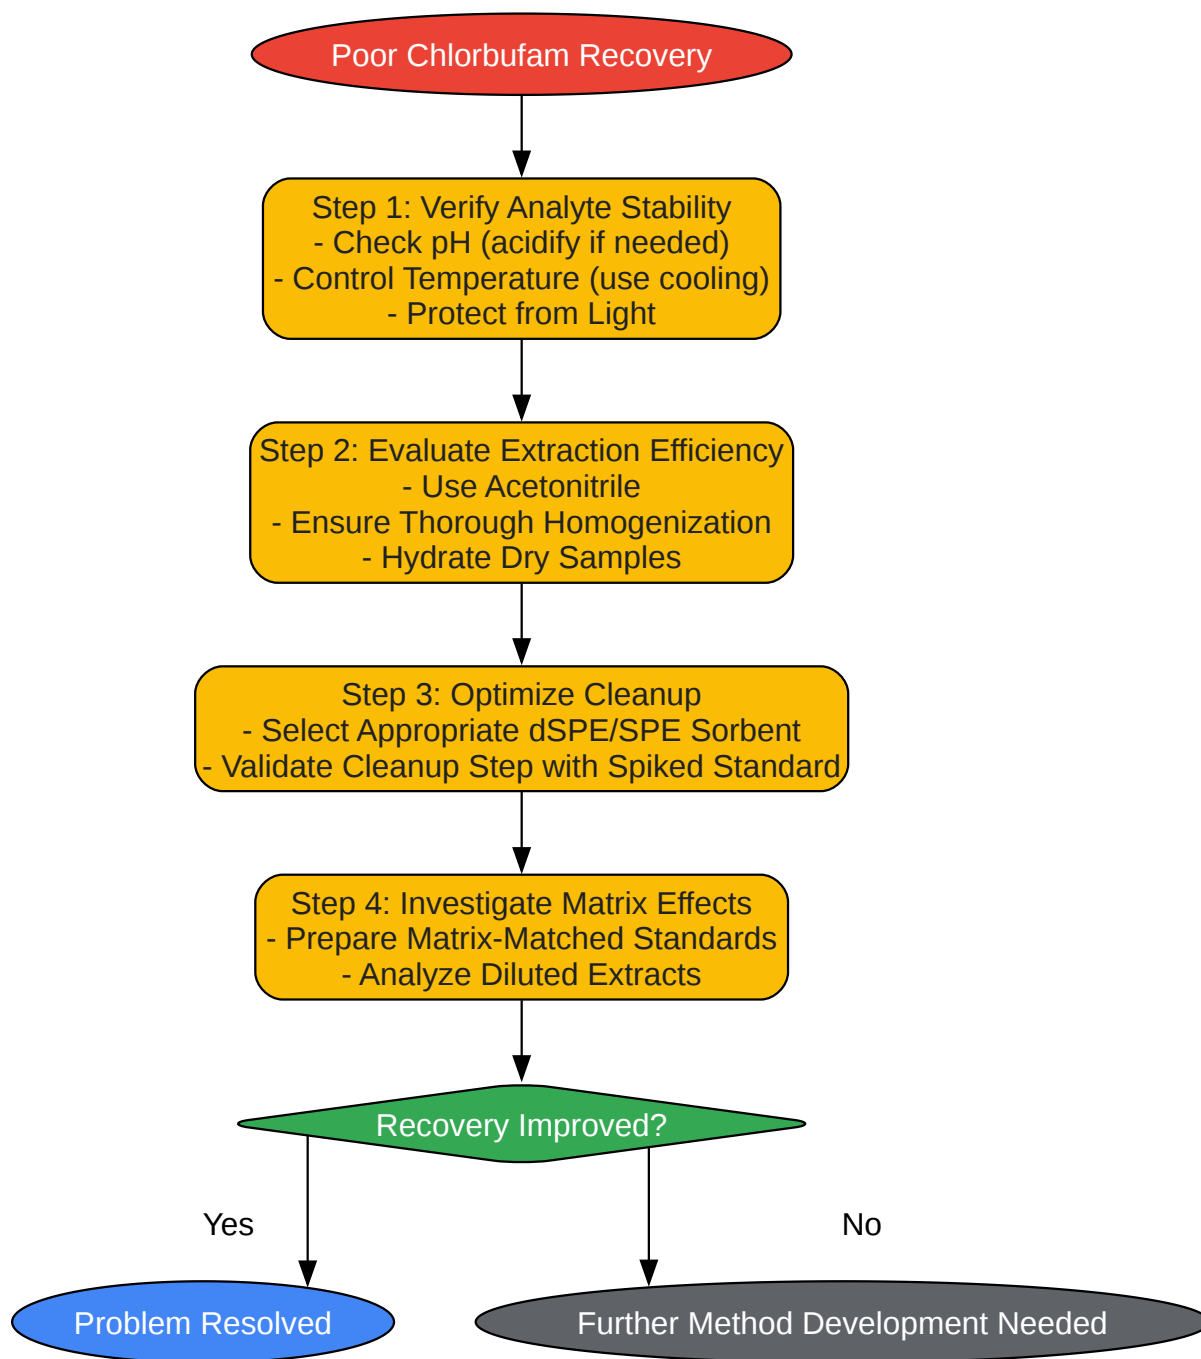 Poor Chlorbufam Recovery
Step 1: Verify Analyte Stability
- Check pH (acidify if needed)
- Control Temperature (use cooling)
- Protect from Light
Step 2: Evaluate Extraction Efficiency
- Use Acetonitrile
- Ensure Thorough Homogenization
- Hydrate Dry Samples
Step 3: Optimize Cleanup
- Select Appropriate dSPE/SPE Sorbent
- Validate Cleanup Step with Spiked Standard
Step 4: Investigate Matrix Effects
- Prepare Matrix-Matched Standards
- Analyze Diluted Extracts
Recovery Improved?
Yes
No
Problem Resolved
Further Method Development Needed